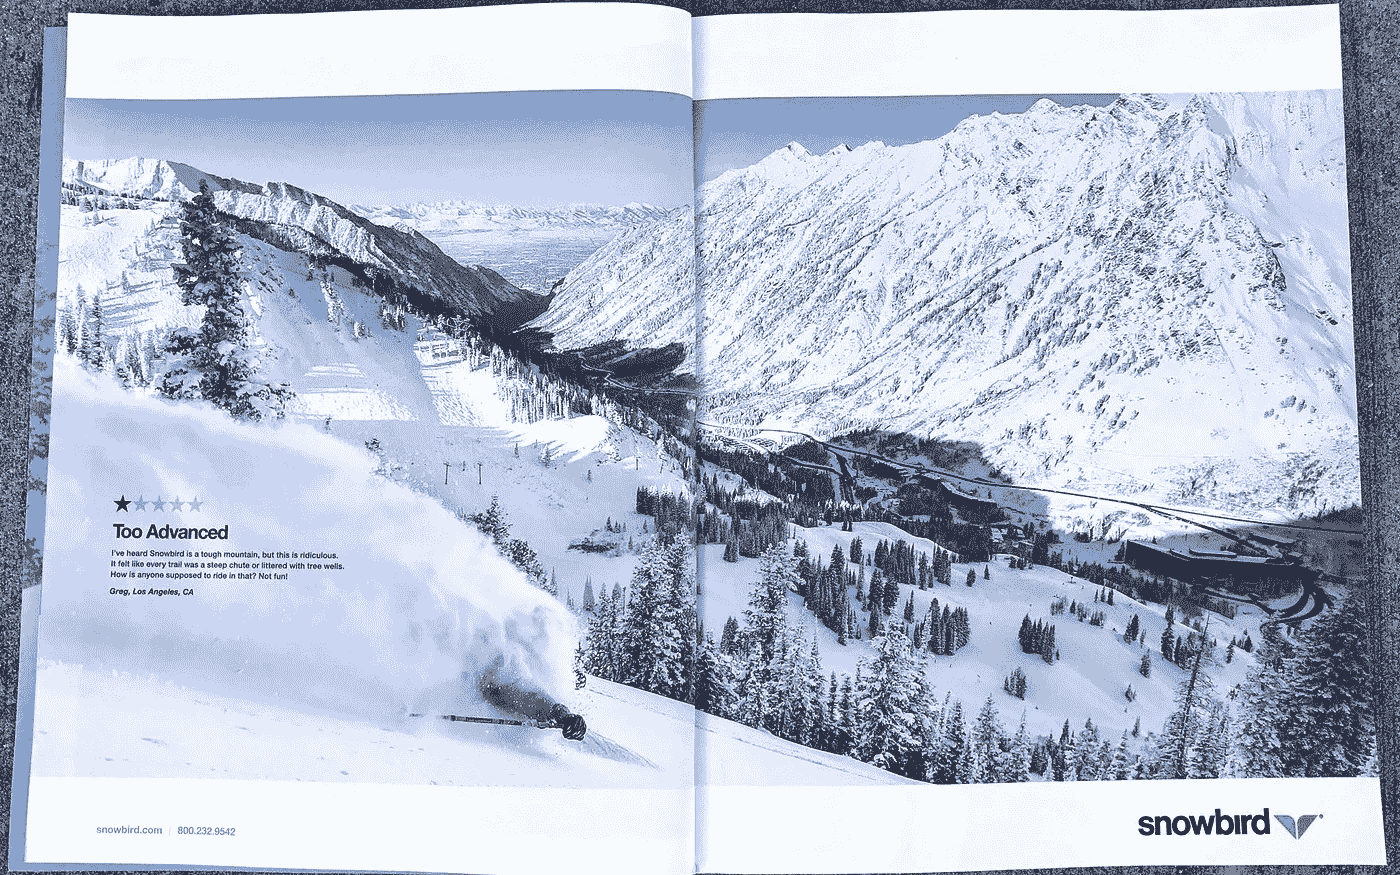 Too Advanced
I've heard Snowbird is a tough mountain, but this is ridiculous.
It felt like every trail was a steep chute or littered with tree wells.
How is anyone supposed to ride in that? Not fun!
Greg, Los Angeles, CA
snowbird.com | 800.232.9542
snowbird